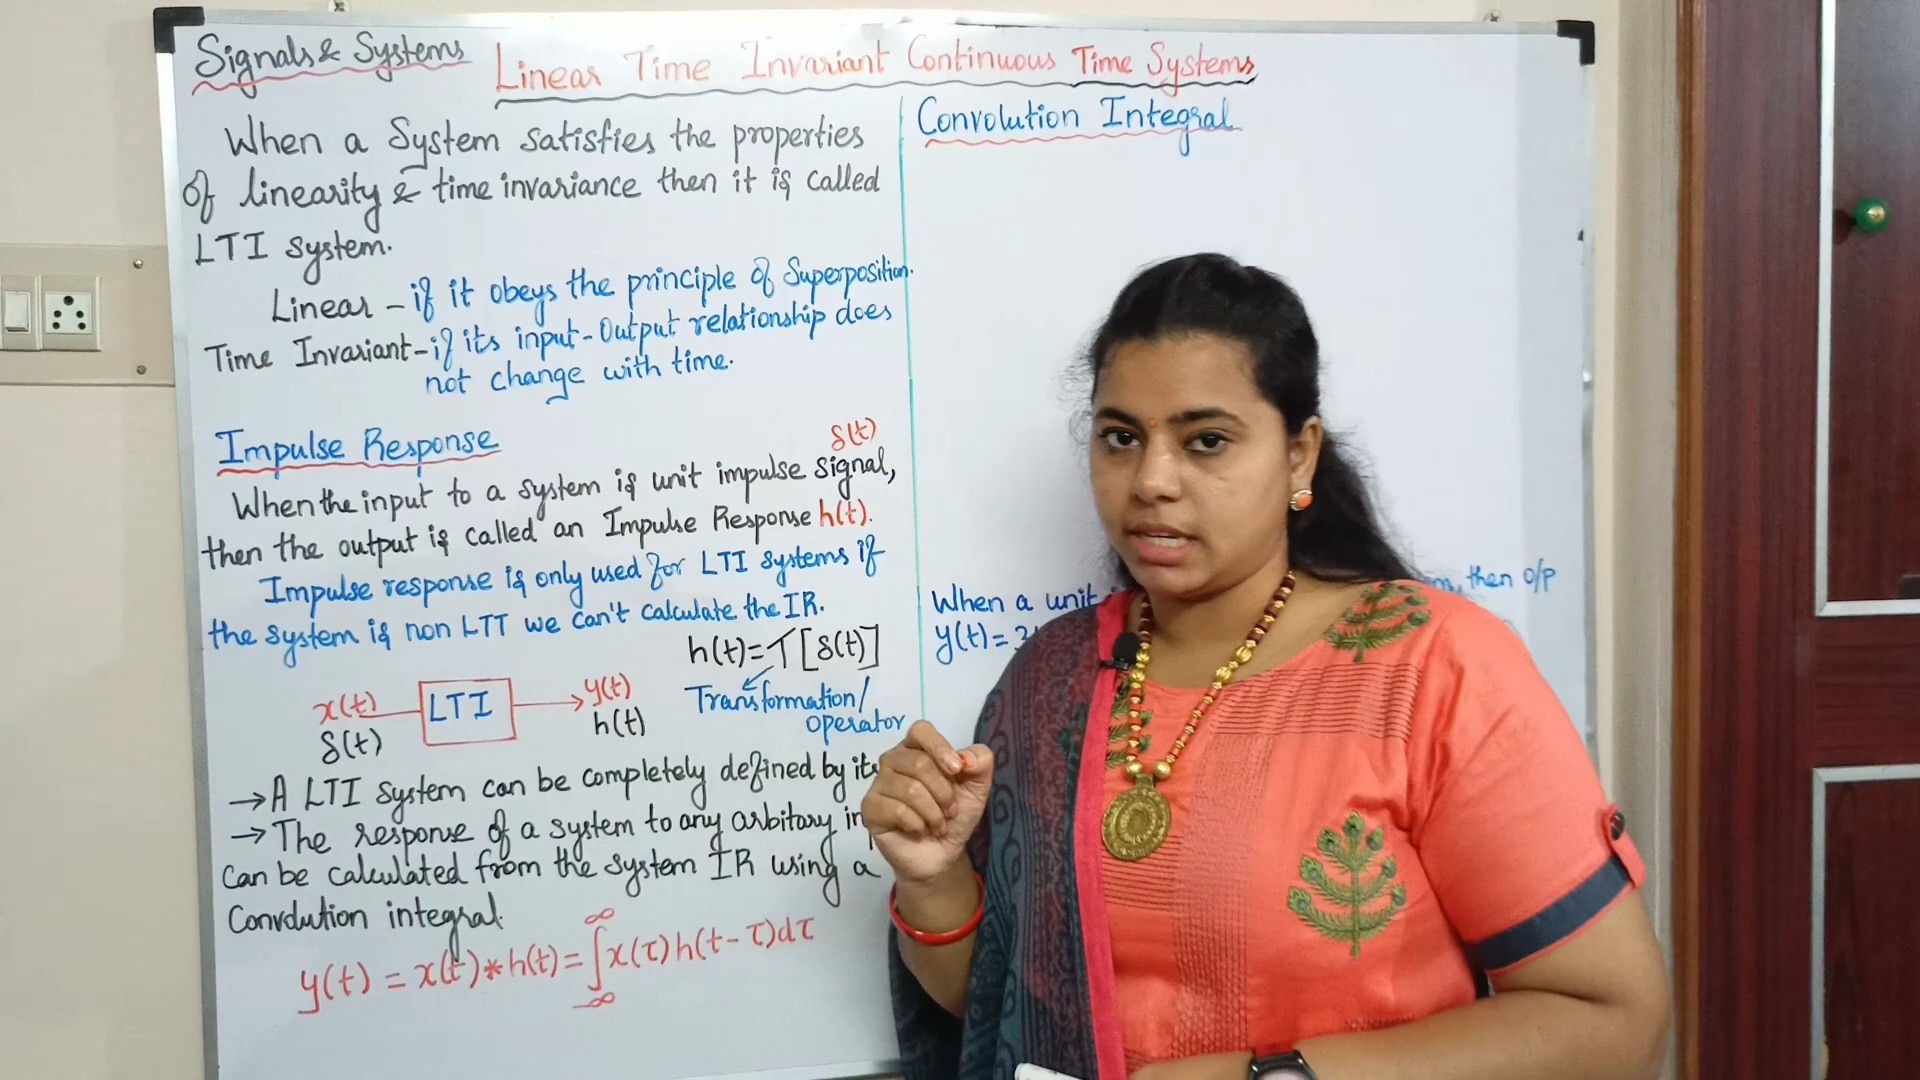 Signals & Systems
Linear Time Invariant Continuous Time Systems
When a System satisfies the properties
of linearity & time invariance then it is called
LTI system.
Linear - if it obeys the principle of Superposition.
Time Invariant - if its input-Output relationship does
not change with time.
Impulse Response
δ(t)
When the input to a system is unit impulse signal,
then the output is called an Impulse Response h(t).
Impulse response is only used for LTI systems if
the system is non LTI we can't calculate the IR.
h(t)=T[δ(t)]
Transformation/
operator
x(t) LTI y(t)
δ(t) h(t)
→ A LTI system can be completely defined by its
→ The response of a system to any arbitary in
can be calculated from the system IR using a
Convolution integral.
y(t) = x(t)*h(t) = ∫_{-∞}^{∞} x(τ)h(t-τ)dτ
Convolution Integral
When a unit then o/p
y(t)=